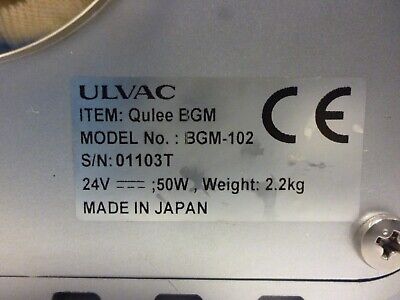 ULVAC
ITEM: Qulee BGM
MODEL No. : BGM-102
S/N: 01103T
24V ⎓ ;50W , Weight: 2.2kg
MADE IN JAPAN
CE